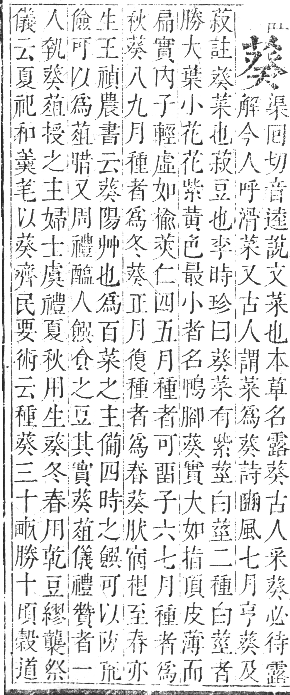 葵
渠回切音逵說文菜也本草名露葵古人采葵必待露
解今人呼滑菜又古人謂菜爲葵詩豳風七月亨葵及
菽註葵菜也菽豆也李時珍曰葵菜有紫莖白莖二種白莖者
勝大葉小花花紫黃色最小者名鴨腳葵實大如指頂皮薄而
扁實內子輕虛如楡莢仁四五月種者可畱子六七月種者爲
秋葵八九月種者爲冬葵正月復種者爲春葵肰宿根至春亦
生王禎農書云葵陽艸也爲百菜之主備四時之饌可以防荒
儉可以爲菹腊又周禮醢人饋食之豆其實葵菹儀禮贊者一
人執葵菹授之主婦士虞禮夏秋用生葵冬春用乾豆繆襲祭
儀云夏祀和羹芼以葵齊民要術云種葵三十畞勝十頃穀道